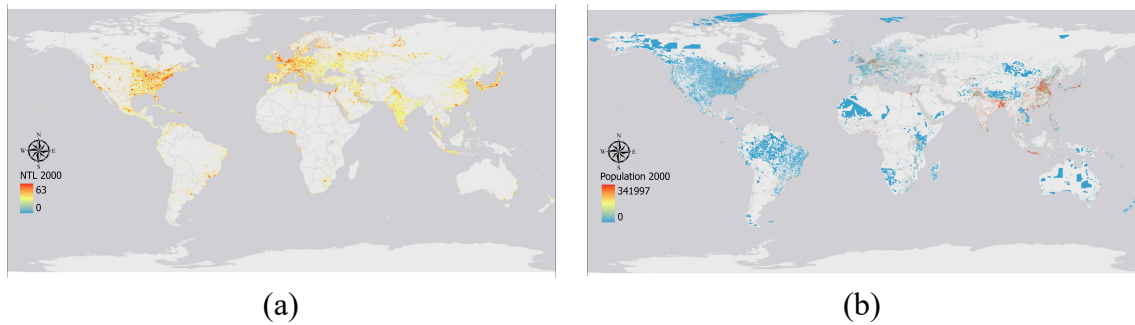 N
W E
S
NTL 2000
63
0
(a)
N
W E
S
Population 2000
341997
0
(b)